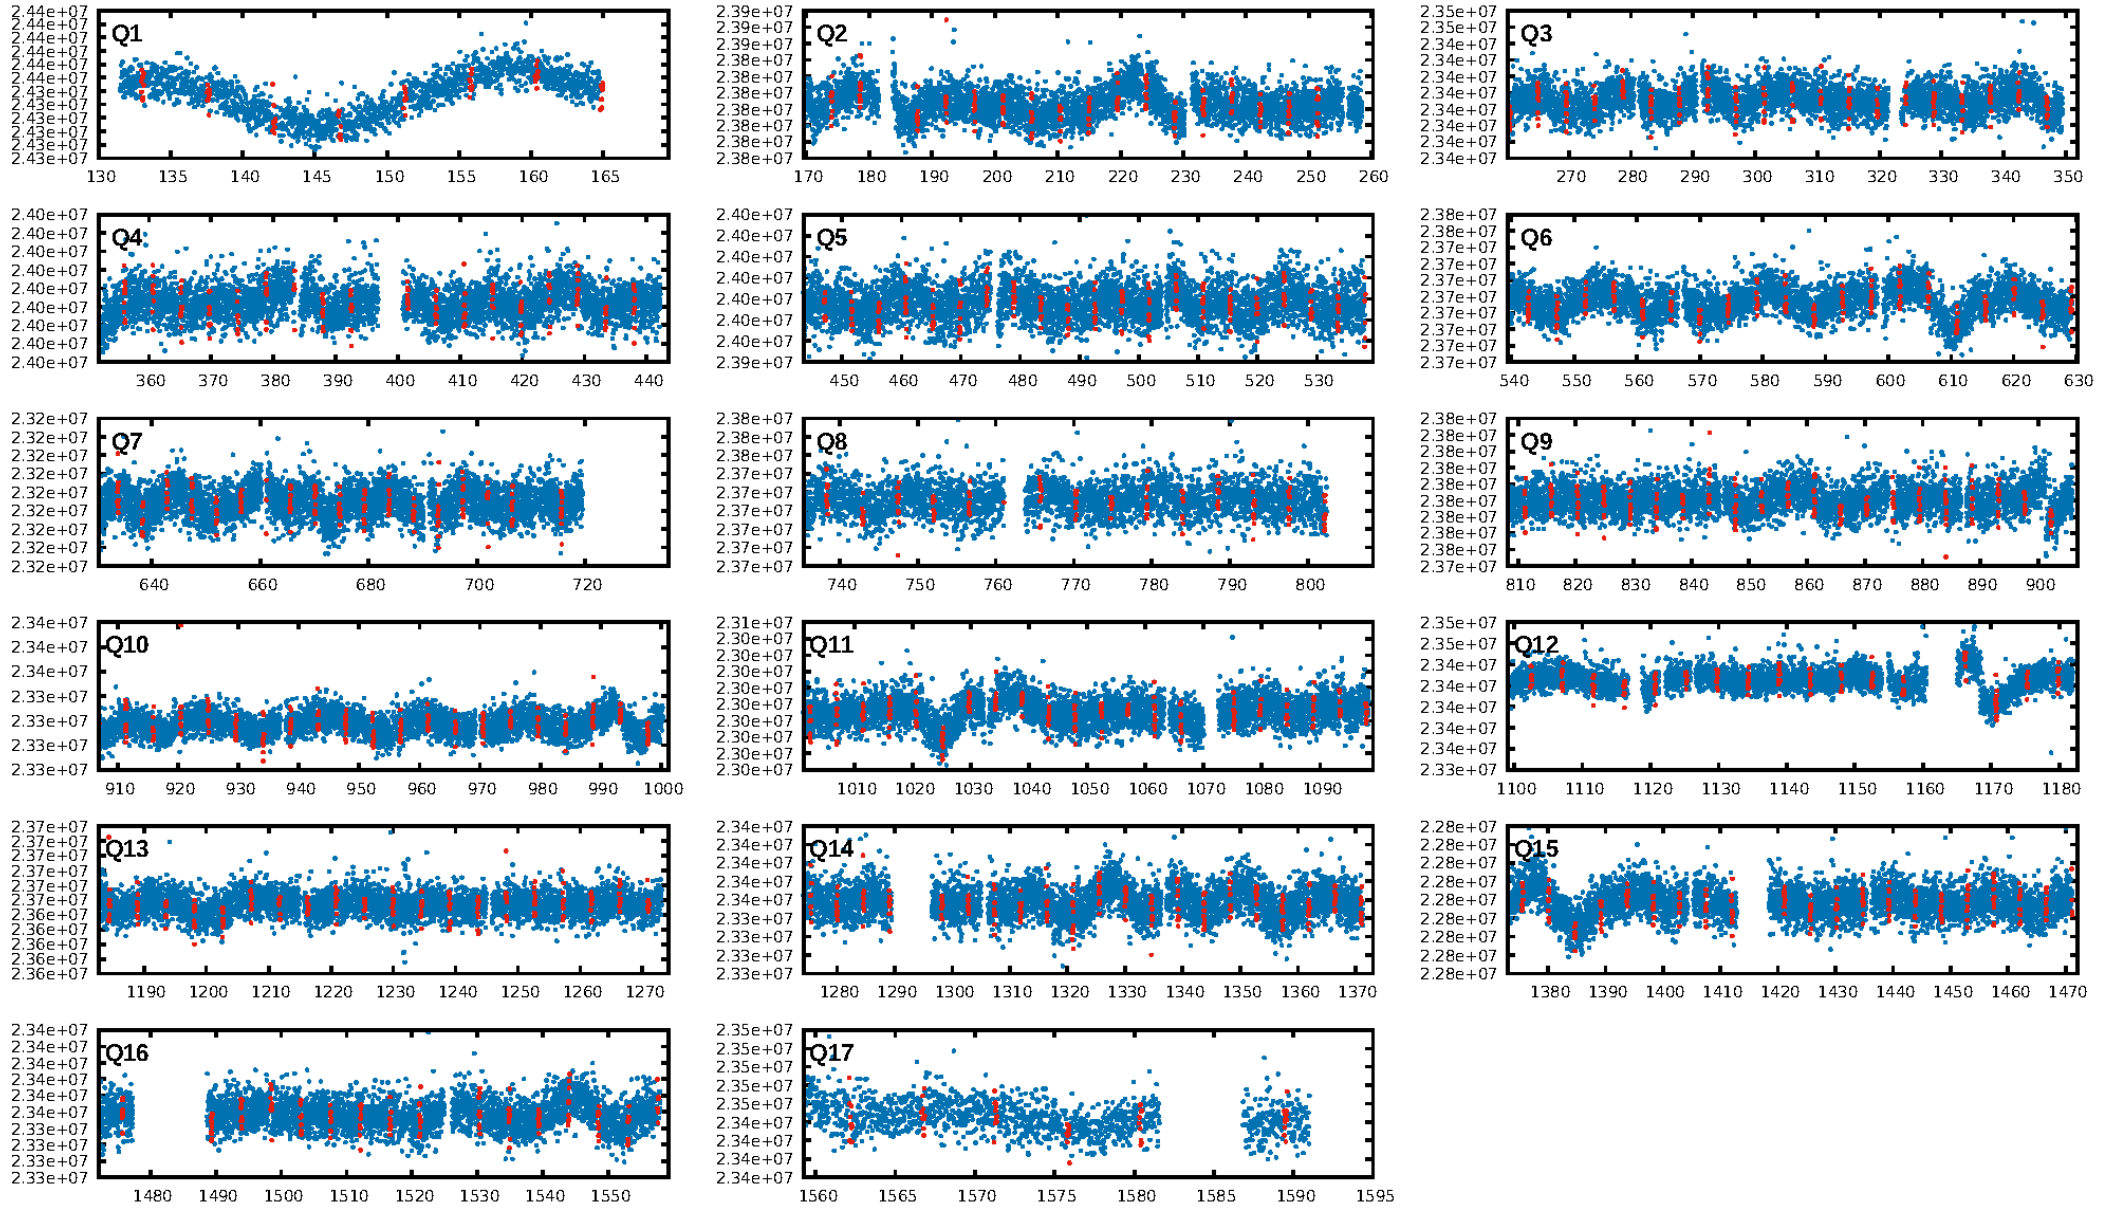 2.44e+07
2.44e+07
2.44e+07
2.44e+07
2.44e+07
2.44e+07
2.43e+07
2.43e+07
2.43e+07
2.43e+07
2.43e+07
2.43e+07
Q1
130 135 140 145 150 155 160 165
2.39e+07
2.39e+07
2.39e+07
2.38e+07
2.38e+07
2.38e+07
2.38e+07
2.38e+07
2.38e+07
2.38e+07
Q2
170 180 190 200 210 220 230 240 250 260
2.35e+07
2.35e+07
2.34e+07
2.34e+07
2.34e+07
2.34e+07
2.34e+07
2.34e+07
2.34e+07
2.34e+07
Q3
270 280 290 300 310 320 330 340 350
2.40e+07
2.40e+07
2.40e+07
2.40e+07
2.40e+07
2.40e+07
2.40e+07
2.40e+07
2.40e+07
Q4
360 370 380 390 400 410 420 430 440
2.40e+07
2.40e+07
2.40e+07
2.40e+07
2.40e+07
2.40e+07
2.40e+07
2.39e+07
Q5
450 460 470 480 490 500 510 520 530
2.38e+07
2.38e+07
2.37e+07
2.37e+07
2.37e+07
2.37e+07
2.37e+07
2.37e+07
2.37e+07
2.37e+07
Q6
540 550 560 570 580 590 600 610 620 630
2.32e+07
2.32e+07
2.32e+07
2.32e+07
2.32e+07
2.32e+07
2.32e+07
2.32e+07
2.32e+07
Q7
640 660 680 700 720
2.38e+07
2.38e+07
2.38e+07
2.37e+07
2.37e+07
2.37e+07
2.37e+07
2.37e+07
2.37e+07
Q8
740 750 760 770 780 790 800
2.38e+07
2.38e+07
2.38e+07
2.38e+07
2.38e+07
2.38e+07
2.38e+07
2.38e+07
2.38e+07
2.37e+07
Q9
810 820 830 840 850 860 870 880 890 900
2.34e+07
2.34e+07
2.34e+07
2.33e+07
2.33e+07
2.33e+07
2.33e+07
Q10
910 920 930 940 950 960 970 980 990 1000
2.31e+07
2.30e+07
2.30e+07
2.30e+07
2.30e+07
2.30e+07
2.30e+07
2.30e+07
2.30e+07
2.30e+07
Q11
1010 1020 1030 1040 1050 1060 1070 1080 1090
2.35e+07
2.35e+07
2.34e+07
2.34e+07
2.34e+07
2.34e+07
2.34e+07
2.33e+07
Q12
1100 1110 1120 1130 1140 1150 1160 1170 1180
2.37e+07
2.37e+07
2.37e+07
2.37e+07
2.37e+07
2.37e+07
2.36e+07
2.36e+07
2.36e+07
2.36e+07
2.36e+07
Q13
1190 1200 1210 1220 1230 1240 1250 1260 1270
2.34e+07
2.34e+07
2.34e+07
2.34e+07
2.34e+07
2.33e+07
2.33e+07
2.33e+07
2.33e+07
Q14
1280 1290 1300 1310 1320 1330 1340 1350 1360 1370
2.28e+07
2.28e+07
2.28e+07
2.28e+07
2.28e+07
2.28e+07
2.28e+07
2.28e+07
2.28e+07
Q15
1380 1390 1400 1410 1420 1430 1440 1450 1460 1470
2.34e+07
2.34e+07
2.34e+07
2.34e+07
2.34e+07
2.34e+07
2.33e+07
2.33e+07
2.33e+07
2.33e+07
Q16
1480 1490 1500 1510 1520 1530 1540 1550
2.35e+07
2.35e+07
2.35e+07
2.35e+07
2.35e+07
2.34e+07
2.34e+07
2.34e+07
2.34e+07
Q17
1560 1565 1570 1575 1580 1585 1590 1595